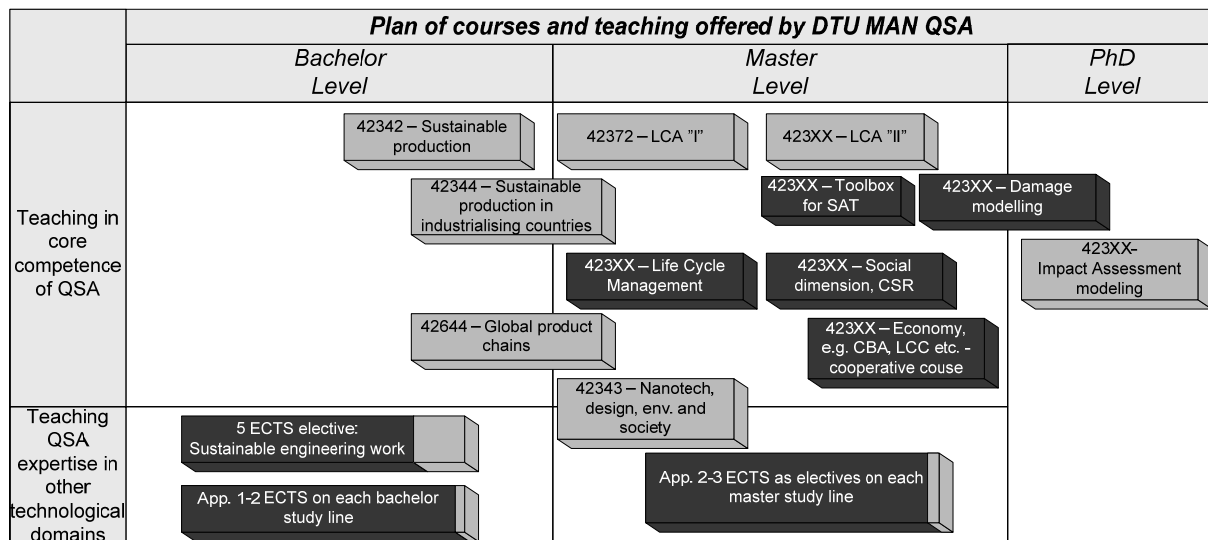 Plan of courses and teaching offered by DTU MAN QSA
Bachelor
Level
Master
Level
PhD
Level
Teaching in
core
competence
of QSA
42342 – Sustainable
production
42372 – LCA ”I”
423XX – LCA ”II”
42344 – Sustainable
production in
industrialising countries
423XX – Toolbox
for SAT
423XX – Damage
modelling
423XX–
Impact Assessment
modeling
423XX – Life Cycle
Management
423XX – Social
dimension, CSR
42644 – Global product
chains
423XX – Economy,
e.g. CBA, LCC etc. -
cooperative couse
42343 – Nanotech,
design, env. and
society
Teaching
QSA
expertise in
other
technological
domains
5 ECTS elective:
Sustainable engineering work
App. 1-2 ECTS on each bachelor
study line
App. 2-3 ECTS as electives on each
master study line